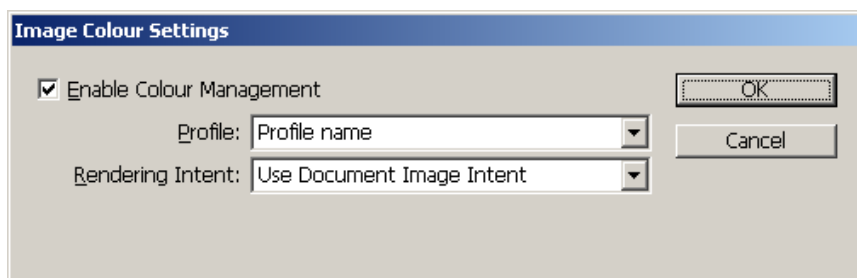 Image Colour Settings
Enable Colour Management
OK
Profile: Profile name
Cancel
Rendering Intent: Use Document Image Intent